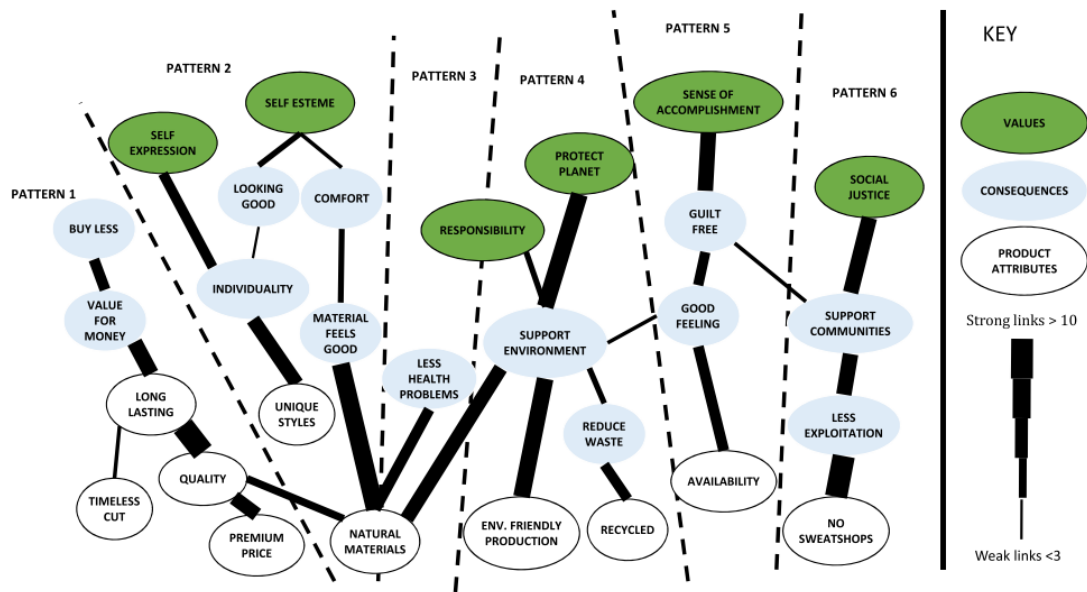 PATTERN 1
BUY LESS
VALUE
FOR
MONEY
LONG
LASTING
TIMELESS
CUT
QUALITY
PREMIUM
PRICE
PATTERN 2
SELF
EXPRESSION
SELF ESTEME
LOOKING
GOOD
COMFORT
INDIVIDUALITY
MATERIAL
FEELS
GOOD
UNIQUE
STYLES
NATURAL
MATERIALS
PATTERN 3
LESS
HEALTH
PROBLEMS
PATTERN 4
PROTECT
PLANET
RESPONSIBILITY
SUPPORT
ENVIRONMENT
REDUCE
WASTE
ENV. FRIENDLY
PRODUCTION
RECYCLED
PATTERN 5
SENSE OF
ACCOMPLISHMENT
GUILT
FREE
GOOD
FEELING
AVAILABILITY
PATTERN 6
SOCIAL
JUSTICE
SUPPORT
COMMUNITIES
LESS
EXPLOITATION
NO
SWEATSHOPS
KEY
VALUES
CONSEQUENCES
PRODUCT
ATTRIBUTES
Strong links > 10
Weak links <3